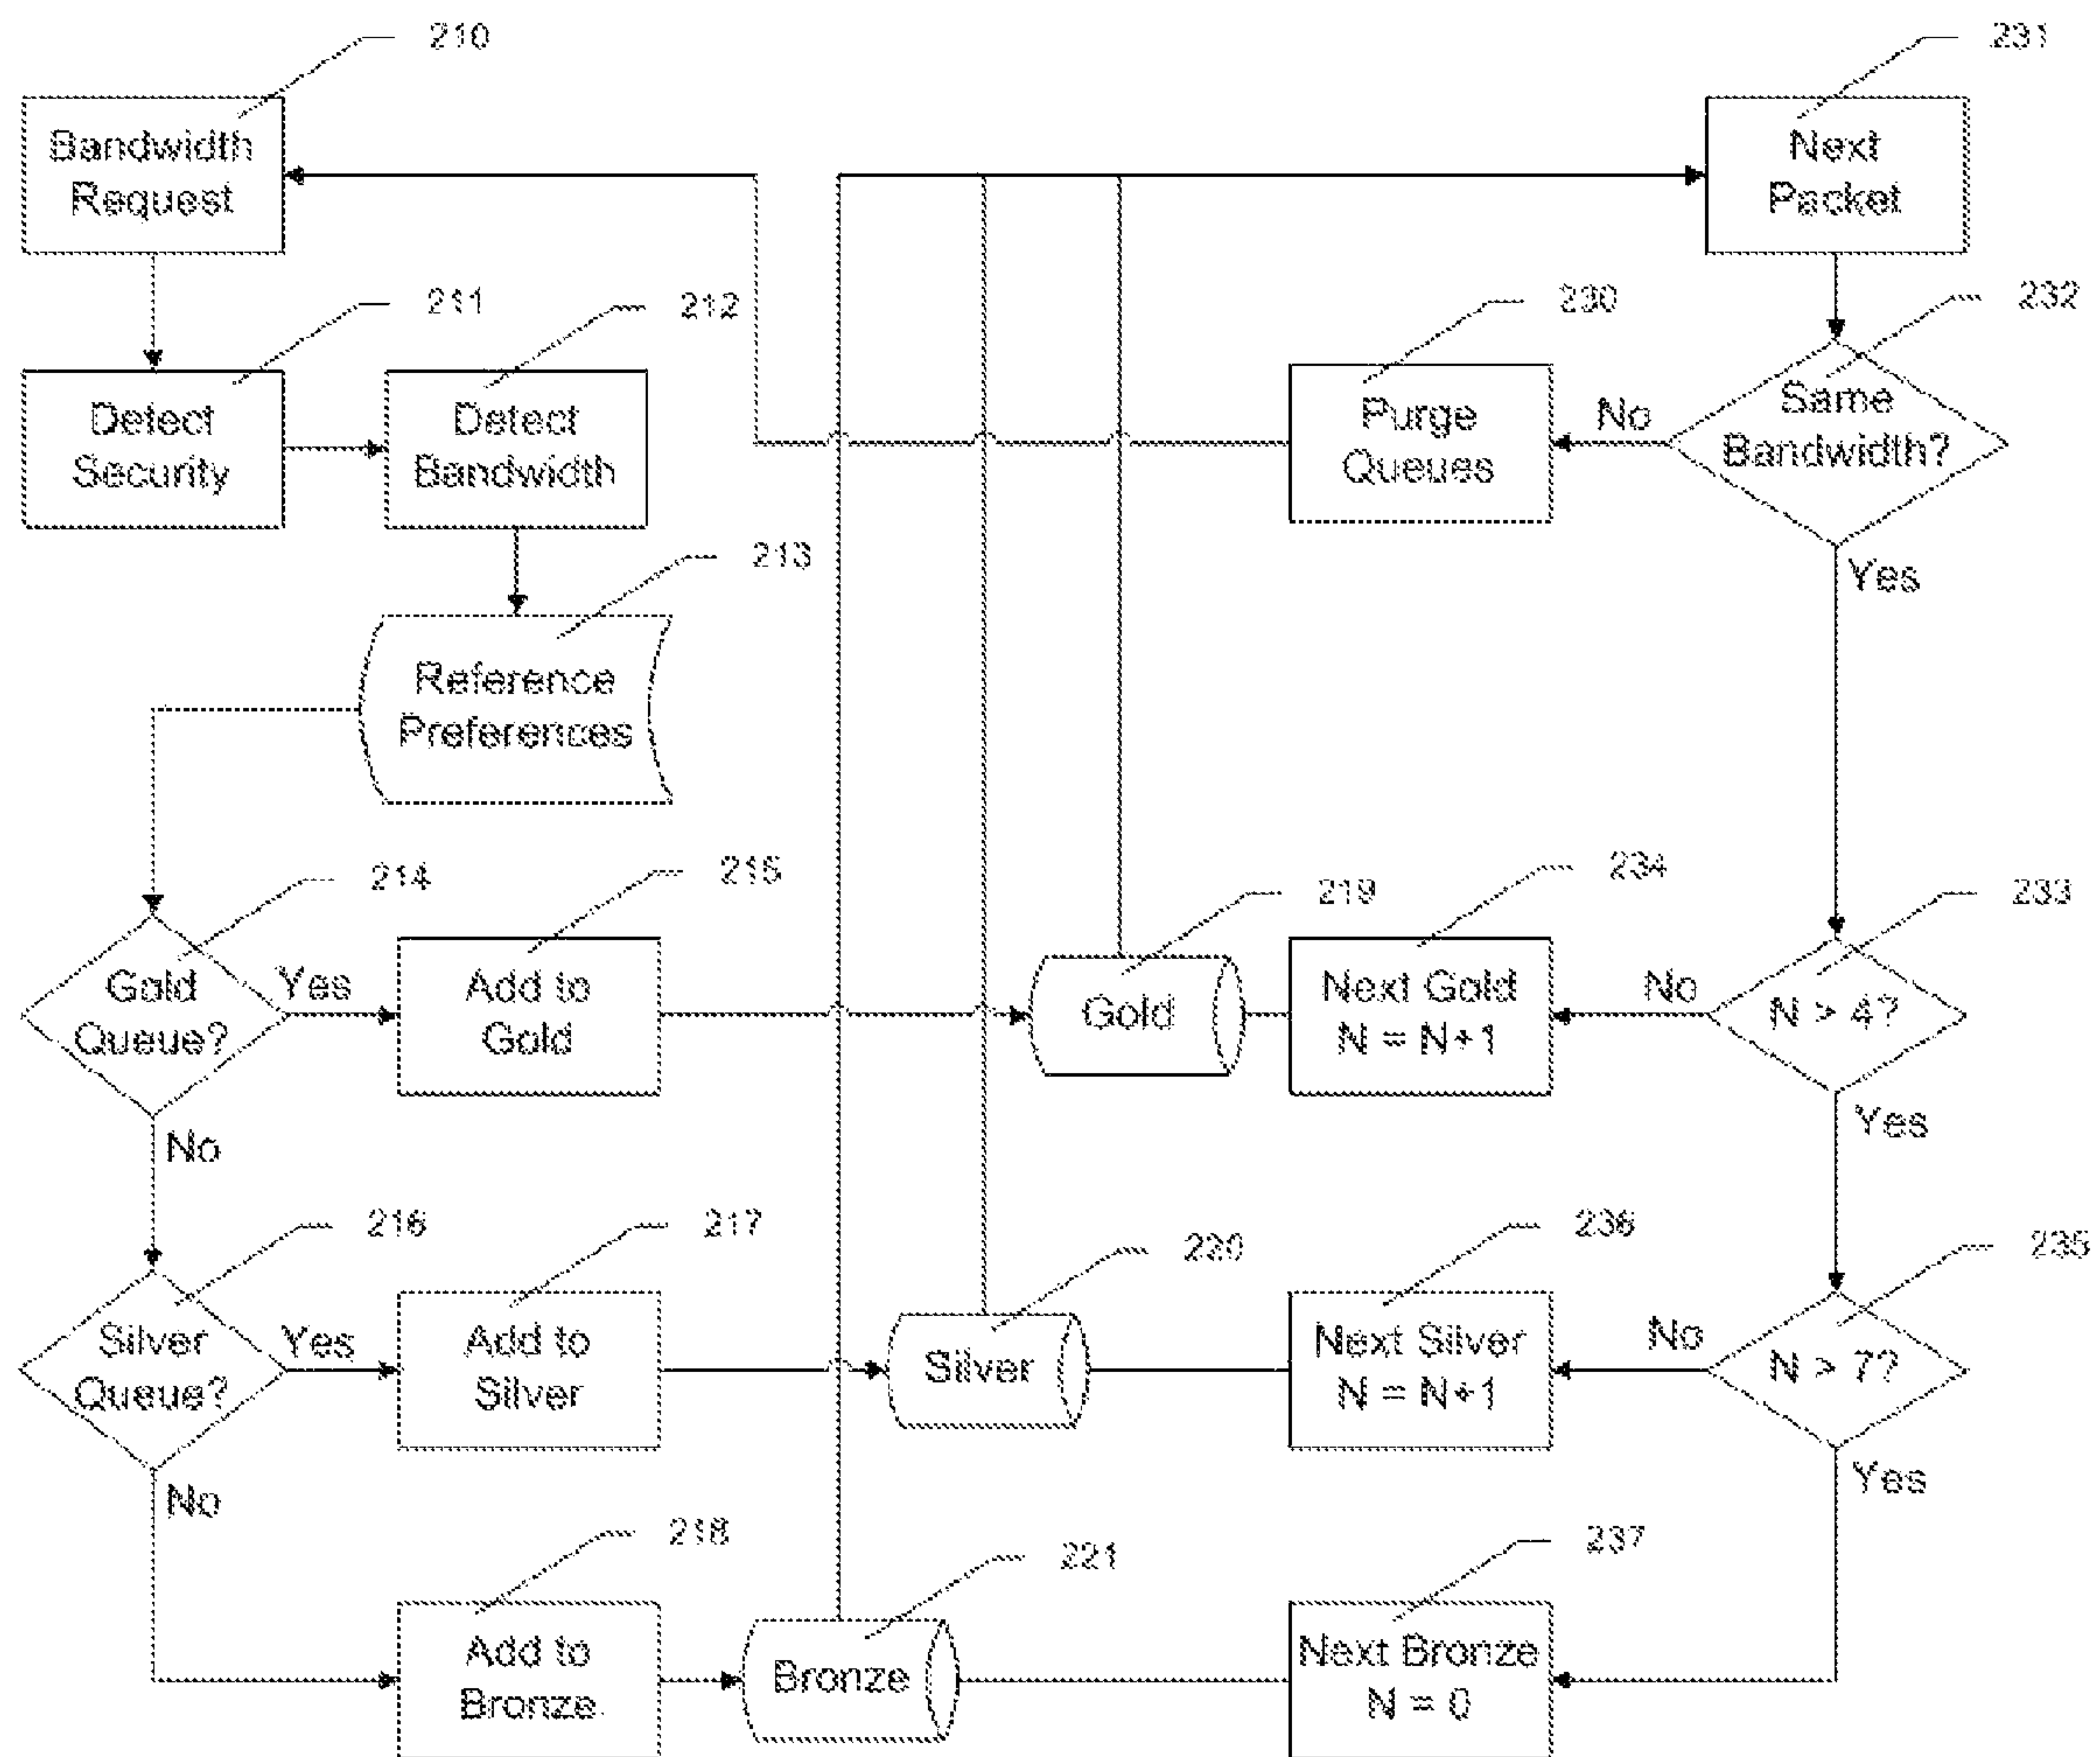 210
231
Bandwidth
Request
Next
Packet
211
212
230
232
Detect
Security
Detect
Bandwidth
Purge
Queues
No
Same
Bandwidth?
Yes
213
Reference
Preferences
214
215
219
234
233
Gold
Queue?
Yes
Add to
Gold
Gold
Next Gold
N = N+1
No
N > 4?
No
Yes
216
217
220
236
235
Silver
Queue?
Yes
Add to
Silver
Silver
Next Silver
N = N+1
No
N > 7?
No
Yes
218
221
237
Add to
Bronze
Bronze
Next Bronze
N = 0